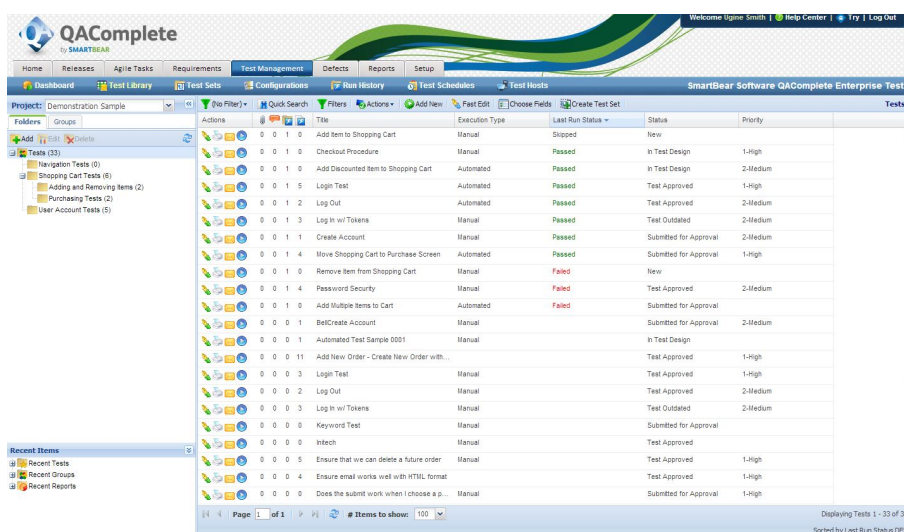 Welcome Ugine Smith | Help Center | Try | Log Out
QAComplete
by SMARTBEAR
Home Releases Agile Tasks Requirements Test Management Defects Reports Setup
Dashboard Test Library Test Sets Configurations Run History Test Schedules Test Hosts SmartBear Software QAComplete Enterprise Test
Project: Demonstration Sample (No Filter) Quick Search Filters Actions Add New Fast Edit Choose Fields Create Test Set Tests
Folders Groups
Add Edit Delete
Tests (33)
Navigation Tests (0)
Shopping Cart Tests (6)
Adding and Removing Items (2)
Purchasing Tests (2)
User Account Tests (5)
Actions Title Execution Type Last Run Status Status Priority
0 0 1 0 Add Item to Shopping Cart Manual Skipped New
0 0 1 0 Checkout Procedure Manual Passed In Test Design 1-High
0 0 1 0 Add Discounted Item to Shopping Cart Automated Passed In Test Design 2-Medium
0 0 1 5 Login Test Automated Passed Test Approved 1-High
0 0 1 2 Log Out Automated Passed Test Approved 2-Medium
0 0 1 3 Log In w/ Tokens Manual Passed Test Outdated 2-Medium
0 0 1 1 Create Account Manual Passed Submitted for Approval 2-Medium
0 0 1 4 Move Shopping Cart to Purchase Screen Automated Passed Submitted for Approval 1-High
0 0 1 0 Remove Item from Shopping Cart Manual Failed New
0 0 1 4 Password Security Manual Failed Test Approved 2-Medium
0 0 1 0 Add Multiple Items to Cart Automated Failed Submitted for Approval
0 0 0 1 BellCreate Account Manual Submitted for Approval 2-Medium
0 0 0 1 Automated Test Sample 0001 Manual In Test Design
0 0 0 11 Add New Order - Create New Order with... Test Approved 1-High
0 0 0 3 Login Test Manual Test Approved 1-High
0 0 0 2 Log Out Manual Test Approved 2-Medium
0 0 0 3 Log In w/ Tokens Manual Test Outdated 2-Medium
0 0 0 0 Keyword Test Manual Submitted for Approval
0 0 0 0 Initech Manual Test Approved
0 0 0 5 Ensure that we can delete a future order Manual Test Approved 1-High
0 0 0 4 Ensure email works well with HTML format Test Approved 1-High
0 0 0 0 Does the submit work when I choose a p... Manual Submitted for Approval 1-High
Recent Items
Recent Tests
Recent Groups
Recent Reports
Page 1 of 1 # Items to show: 100 Displaying Tests 1 - 33 of 3
Sorted by Last Run Status